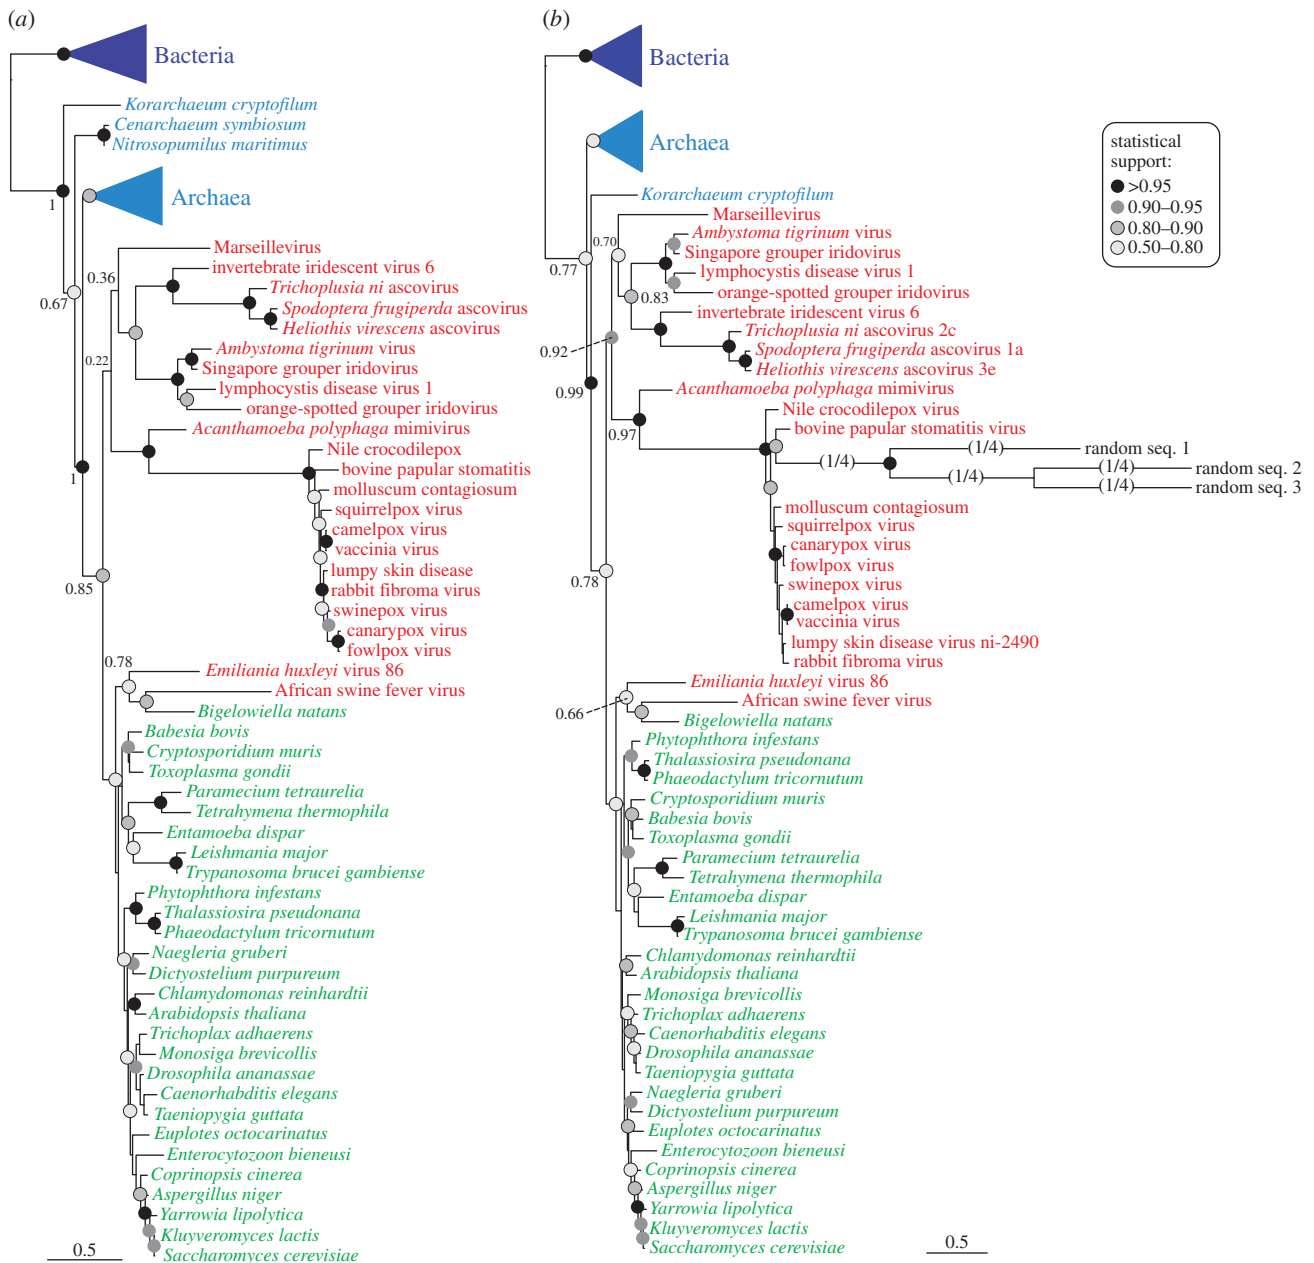 (a)
Bacteria
Korarchaeum cryptofilum
Cenarchaeum symbiosum
Nitrosopumilus maritimus
1
Archaea
Marseillevirus
0.36
invertebrate iridescent virus 6
Trichoplusia ni ascovirus
0.67
Spodoptera frugiperda ascovirus
Heliothis virescens ascovirus
Ambystoma tigrinum virus
0.22
Singapore grouper iridovirus
lymphocystis disease virus 1
orange-spotted grouper iridovirus
Acanthamoeba polyphaga mimivirus
Nile crocodilepox
1
bovine papular stomatitis
molluscum contagiosum
squirrelpox virus
camelpox virus
vaccinia virus
lumpy skin disease
0.85
rabbit fibroma virus
swinepox virus
canarypox virus
fowlpox virus
0.78
Emiliania huxleyi virus 86
African swine fever virus
Bigelowiella natans
Babesia bovis
Cryptosporidium muris
Toxoplasma gondii
Paramecium tetraurelia
Tetrahymena thermophila
Entamoeba dispar
Leishmania major
Trypanosoma brucei gambiense
Phytophthora infestans
Thalassiosira pseudonana
Phaeodactylum tricornutum
Naegleria gruberi
Dictyostelium purpureum
Chlamydomonas reinhardtii
Arabidopsis thaliana
Trichoplax adhaerens
Monosiga brevicollis
Drosophila ananassae
Caenorhabditis elegans
Taeniopygia guttata
Euplotes octocarinatus
Enterocytozoon bieneusi
Coprinopsis cinerea
Aspergillus niger
Yarrowia lipolytica
Kluyveromyces lactis
Saccharomyces cerevisiae
0.5
(b)
Bacteria
Archaea
Korarchaeum cryptofilum
Marseillevirus
Ambystoma tigrinum virus
0.70
Singapore grouper iridovirus
0.77
lymphocystis disease virus 1
orange-spotted grouper iridovirus
0.83
invertebrate iridescent virus 6
Trichoplusia ni ascovirus 2c
0.92
Spodoptera frugiperda ascovirus 1a
Heliothis virescens ascovirus 3e
0.99
Acanthamoeba polyphaga mimivirus
Nile crocodilepox virus
0.97
bovine papular stomatitis virus
(1/4)
random seq. 1
(1/4)
(1/4)
(1/4)
random seq. 2
(1/4)
random seq. 3
molluscum contagiosum
squirrelpox virus
canarypox virus
fowlpox virus
0.78
swinepox virus
camelpox virus
vaccinia virus
lumpy skin disease virus ni-2490
rabbit fibroma virus
Emiliania huxleyi virus 86
African swine fever virus
0.66
Bigelowiella natans
Phytophthora infestans
Thalassiosira pseudonana
Phaeodactylum tricornutum
Cryptosporidium muris
Babesia bovis
Toxoplasma gondii
Paramecium tetraurelia
Tetrahymena thermophila
Entamoeba dispar
Leishmania major
Trypanosoma brucei gambiense
Chlamydomonas reinhardtii
Arabidopsis thaliana
Monosiga brevicollis
Trichoplax adhaerens
Caenorhabditis elegans
Drosophila ananassae
Taeniopygia guttata
Naegleria gruberi
Dictyostelium purpureum
Euplotes octocarinatus
Enterocytozoon bieneusi
Coprinopsis cinerea
Aspergillus niger
Yarrowia lipolytica
Kluyveromyces lactis
Saccharomyces cerevisiae
0.5
statistical
support:
>0.95
0.90–0.95
0.80–0.90
0.50–0.80